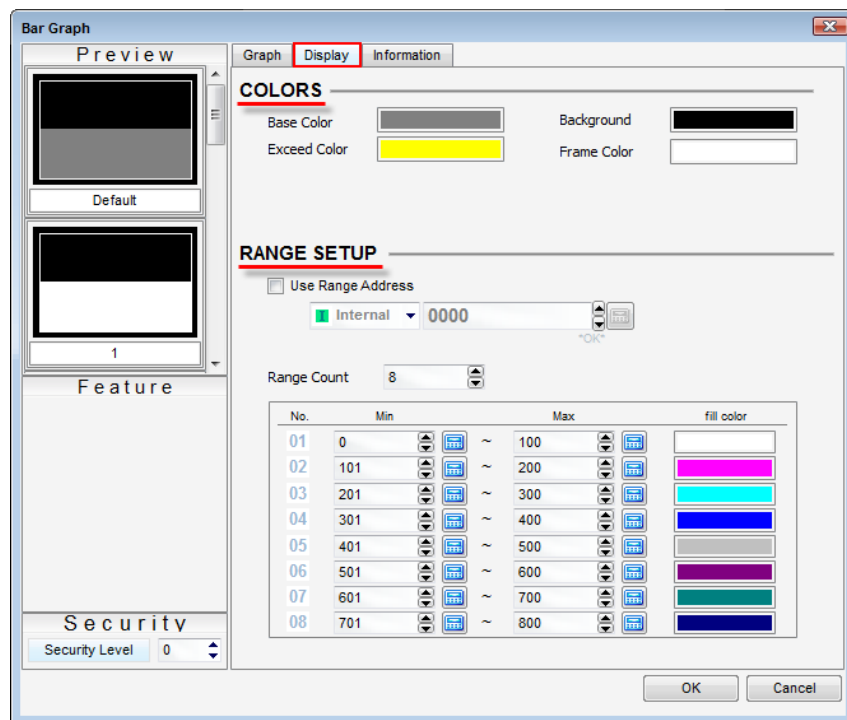 Bar Graph
Preview
Default
1
Feature
Security
Security Level 0
Graph Display Information
COLORS
Base Color Background
Exceed Color Frame Color
RANGE SETUP
Use Range Address
I Internal 0000
*OK*
Range Count 8
No. Min Max fill color
01 0 ~ 100
02 101 ~ 200
03 201 ~ 300
04 301 ~ 400
05 401 ~ 500
06 501 ~ 600
07 601 ~ 700
08 701 ~ 800
OK Cancel